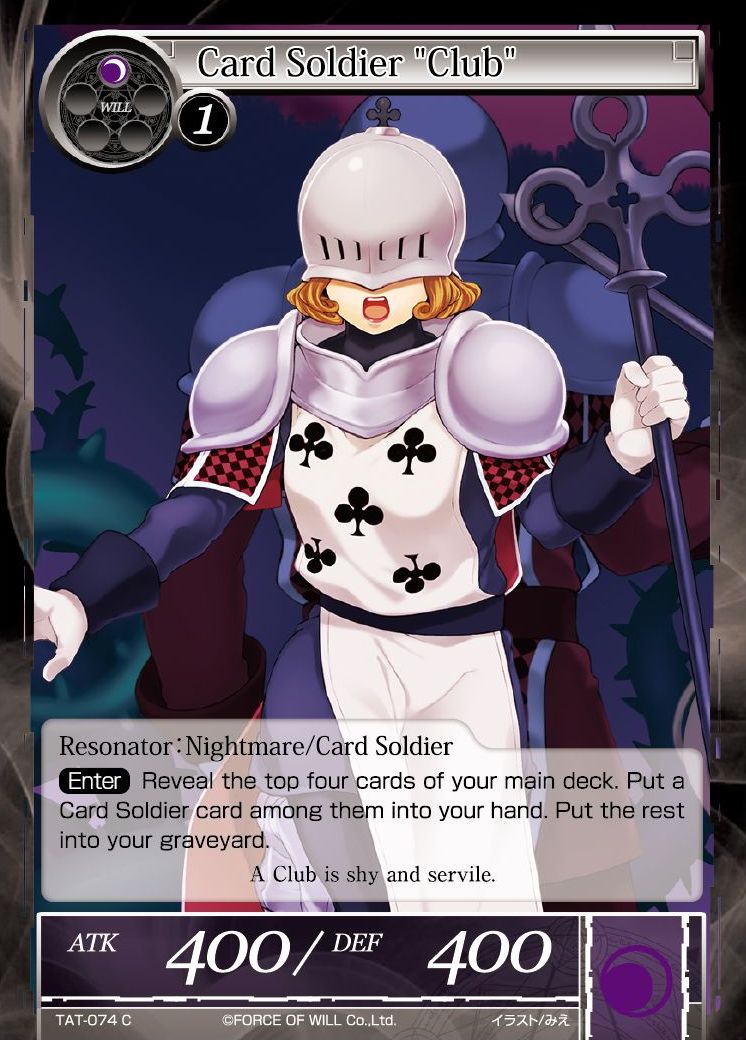 Card Soldier "Club"
WILL
1
Resonator:Nightmare/Card Soldier
Enter Reveal the top four cards of your main deck. Put a
Card Soldier card among them into your hand. Put the rest
into your graveyard.
A Club is shy and servile.
ATK 400/ DEF 400
TAT-074 C ©FORCE OF WILL Co.,Ltd. イラスト/みえ